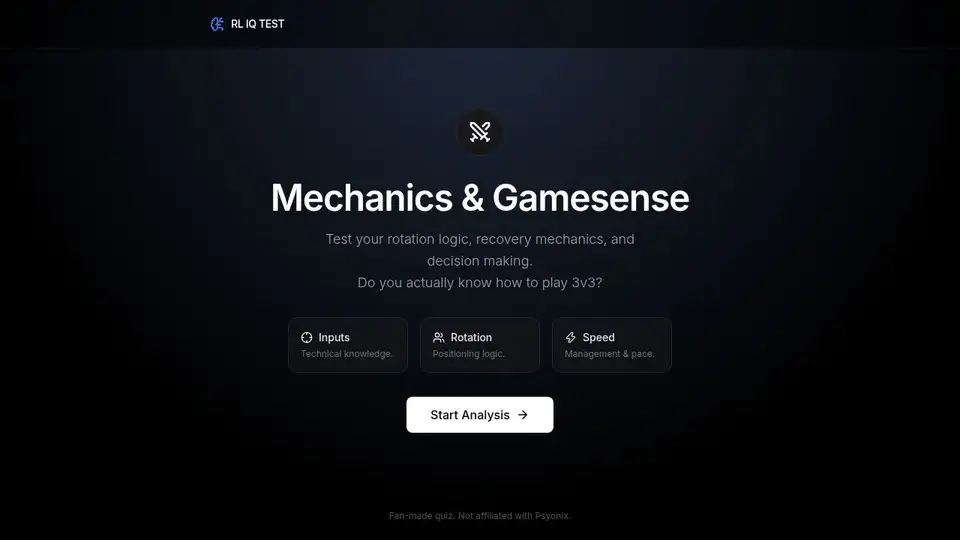 RL IQ TEST
Mechanics & Gamesense
Test your rotation logic, recovery mechanics, and
decision making.
Do you actually know how to play 3v3?
Inputs
Technical knowledge.
Rotation
Positioning logic.
Speed
Management & pace.
Start Analysis
Fan-made quiz. Not affiliated with Psyonix.